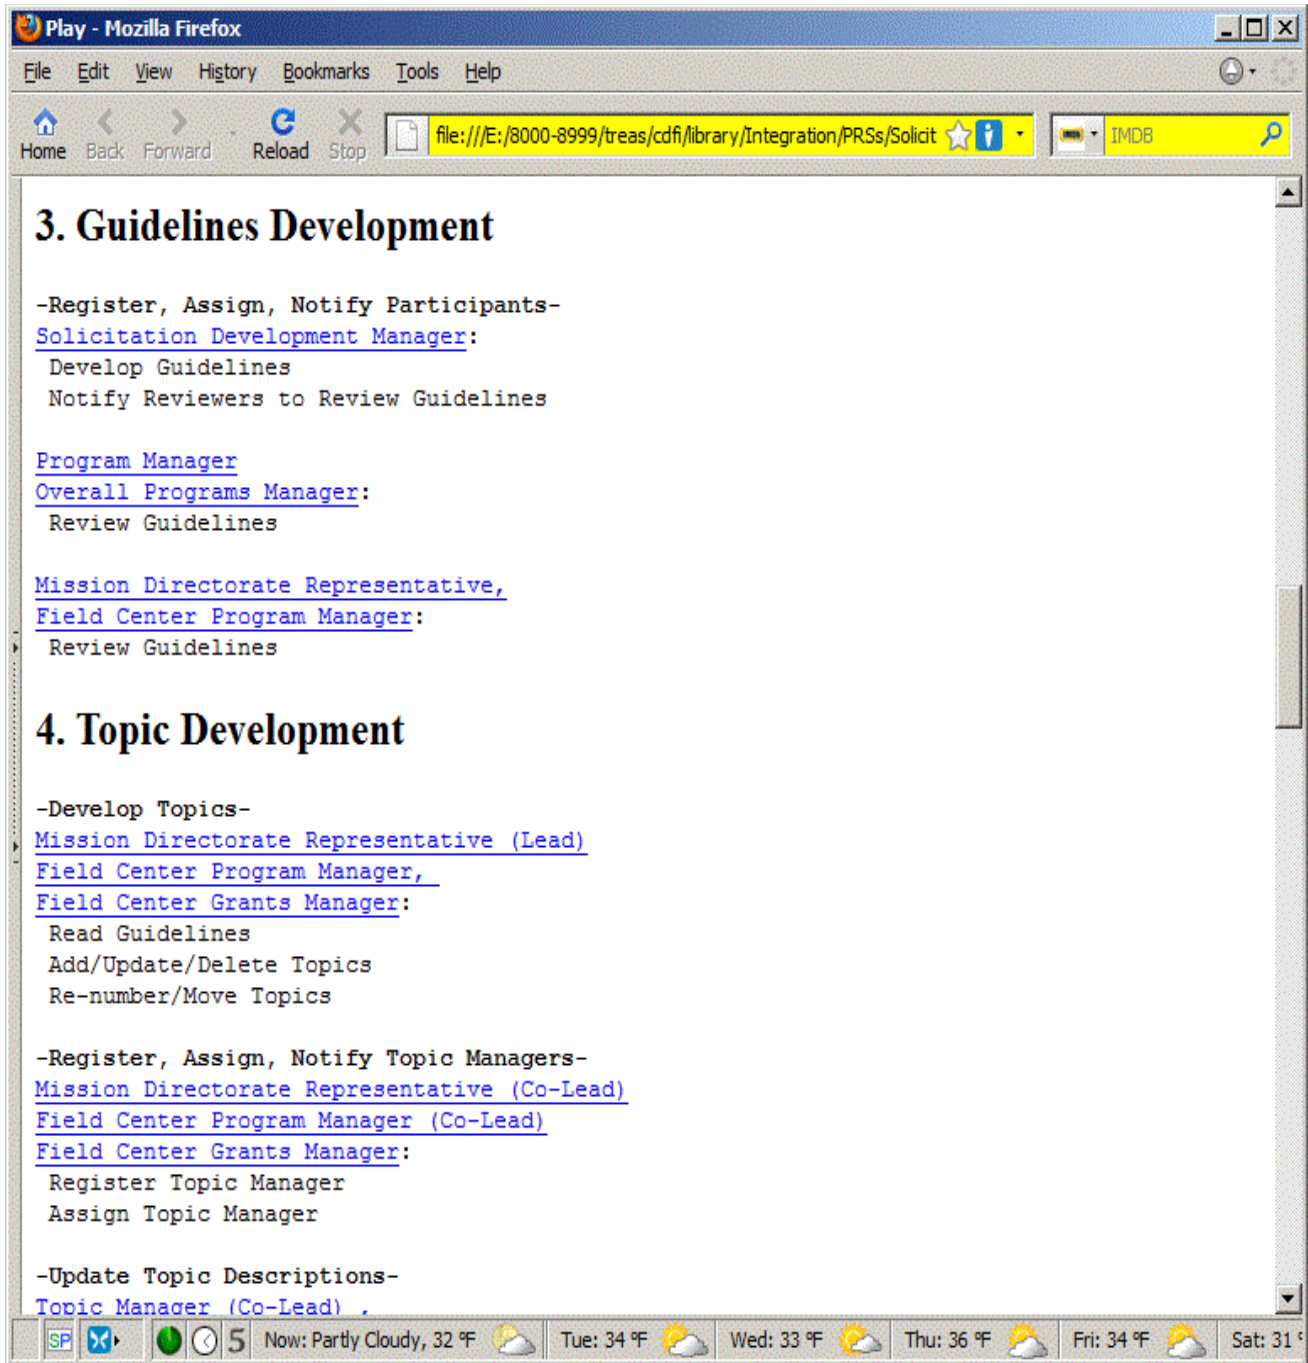 Play - Mozilla Firefox
File Edit View History Bookmarks Tools Help
Home Back Forward Reload Stop file:///E:/8000-8999/treas/cdfi/library/Integration/PRSs/Solicit IMDB
3. Guidelines Development
-Register, Assign, Notify Participants-
Solicitation Development Manager:
Develop Guidelines
Notify Reviewers to Review Guidelines
Program Manager
Overall Programs Manager:
Review Guidelines
Mission Directorate Representative,
Field Center Program Manager:
Review Guidelines
4. Topic Development
-Develop Topics-
Mission Directorate Representative (Lead)
Field Center Program Manager,
Field Center Grants Manager:
Read Guidelines
Add/Update/Delete Topics
Re-number/Move Topics
-Register, Assign, Notify Topic Managers-
Mission Directorate Representative (Co-Lead)
Field Center Program Manager (Co-Lead)
Field Center Grants Manager:
Register Topic Manager
Assign Topic Manager
-Update Topic Descriptions-
Topic Manager (Co-Lead) ,
SP 5 Now: Partly Cloudy, 32 °F Tue: 34 °F Wed: 33 °F Thu: 36 °F Fri: 34 °F Sat: 31 °